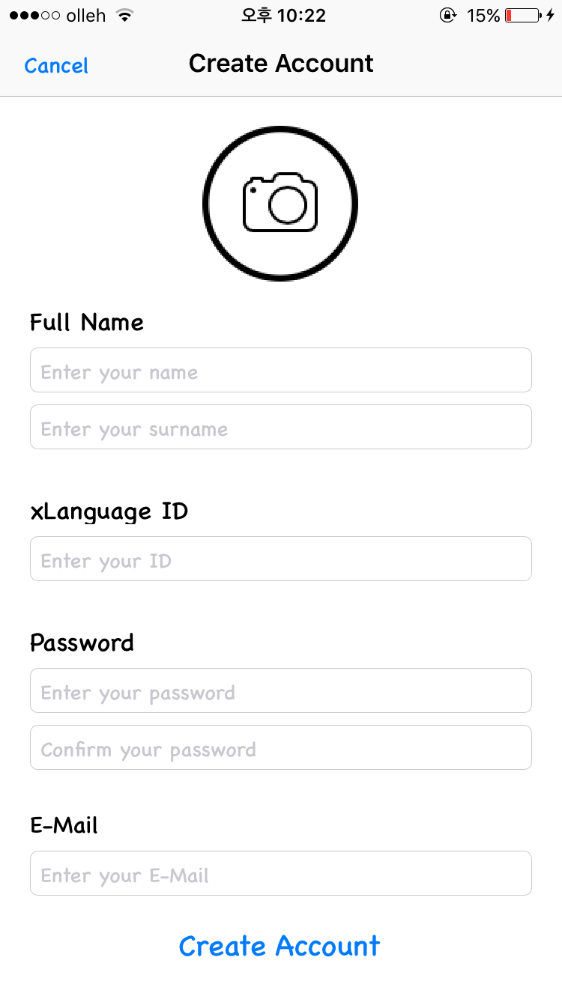 olleh 오후 10:22 15%
Cancel Create Account
Full Name
Enter your name
Enter your surname
xLanguage ID
Enter your ID
Password
Enter your password
Confirm your password
E-Mail
Enter your E-Mail
Create Account